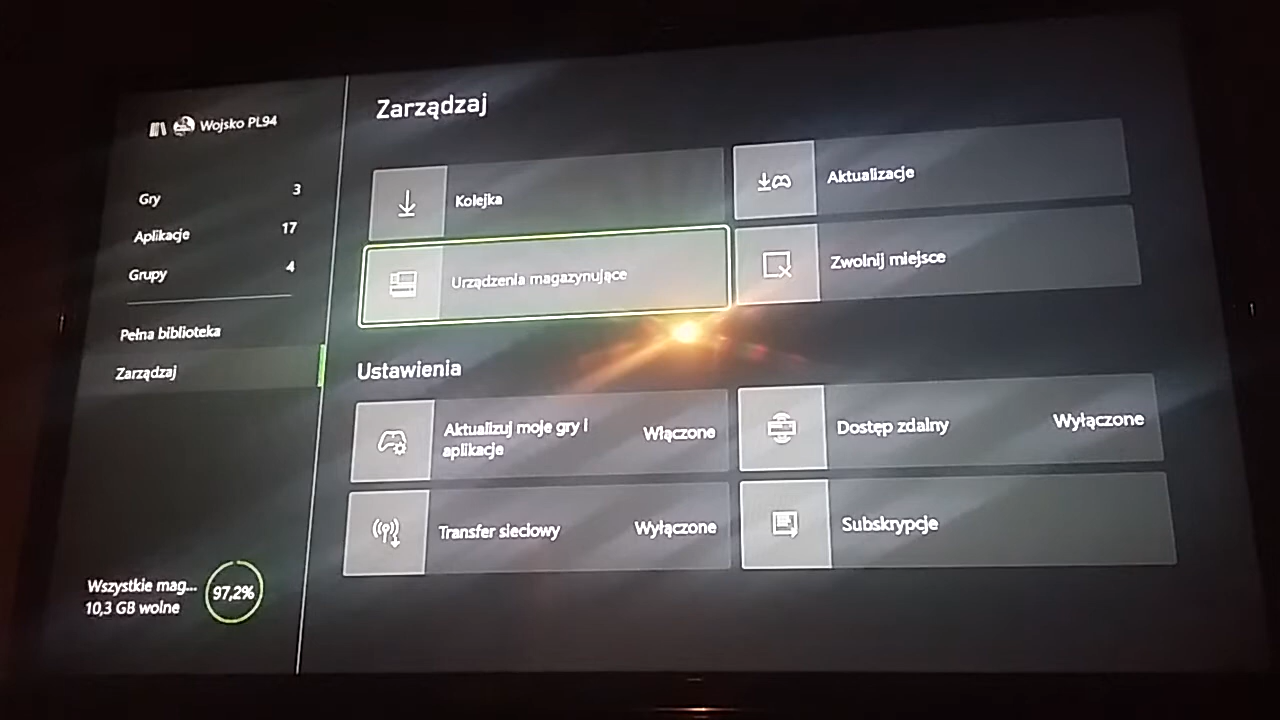 Wojsko PL94
Gry 3
Aplikacje 17
Grupy 4
Pełna biblioteka
Zarządzaj
Wszystkie mag...
10,3 GB wolne
97,2%
Zarządzaj
Kolejka
Aktualizacje
Urządzenia magazynujące
Zwolnij miejsce
Ustawienia
Aktualizuj moje gry i
aplikacje
Włączone
Dostęp zdalny
Wyłączone
Transfer sieciowy
Wyłączone
Subskrypcje